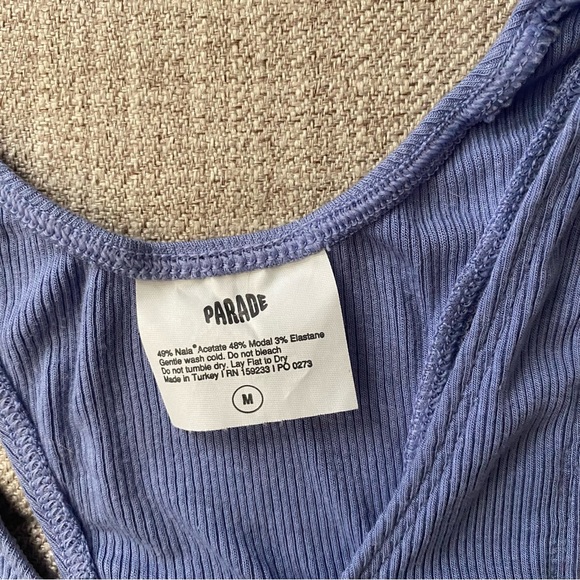 PARADE
49% Naia® Acetate 48% Modal 3% Elastane
Gentle wash cold. Do not bleach
Do not tumble dry. Lay Flat to Dry
Made in Turkey I RN 159233 I PO 0273
M